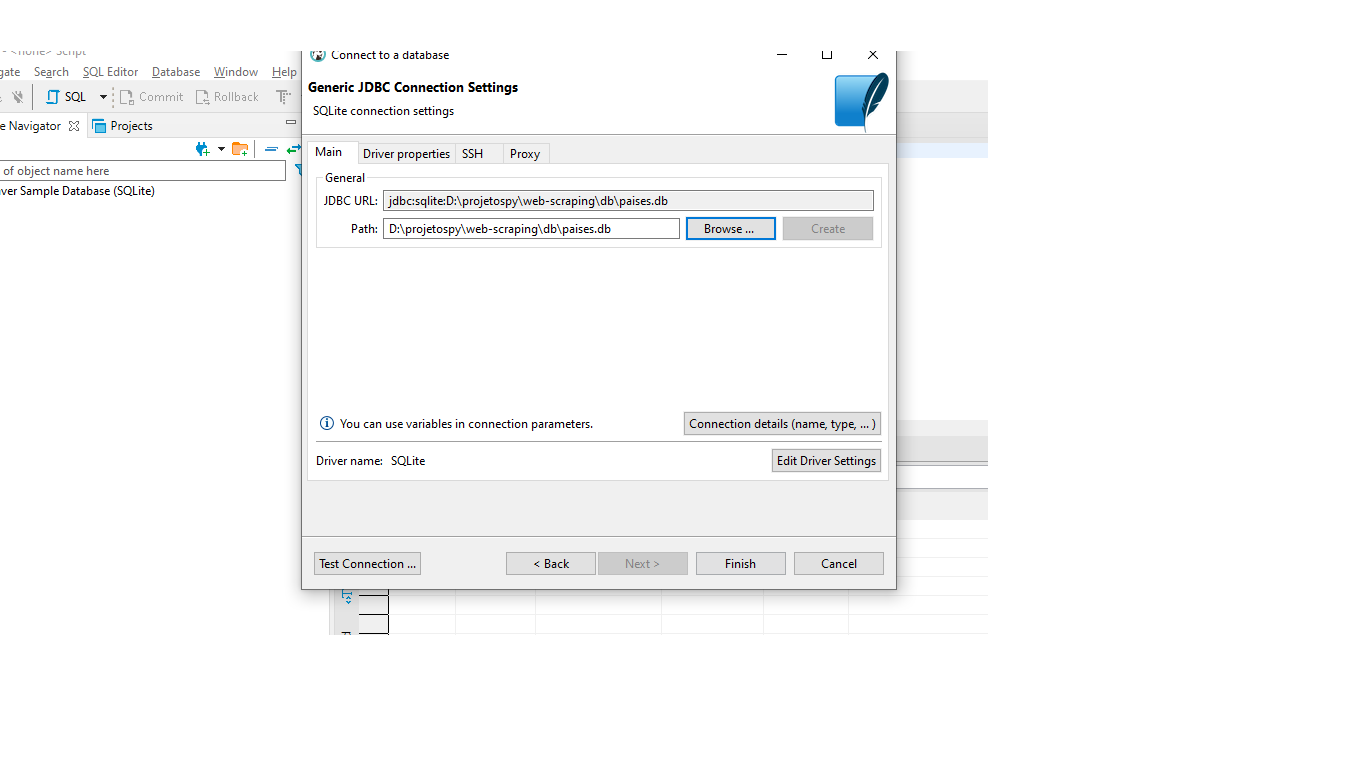 - <none> Script
Connect to a database
gate Search SQL Editor Database Window Help
Generic JDBC Connection Settings
SQLite connection settings
SQL Commit Rollback T
e Navigator Projects
Main Driver properties SSH Proxy
of object name here
ver Sample Database (SQLite)
General
JDBC URL: jdbc:sqlite:D:\projetospy\web-scraping\db\paises.db
Path: D:\projetospy\web-scraping\db\paises.db Browse ... Create
You can use variables in connection parameters. Connection details (name, type, ... )
Driver name: SQLite Edit Driver Settings
Test Connection ... < Back Next > Finish Cancel